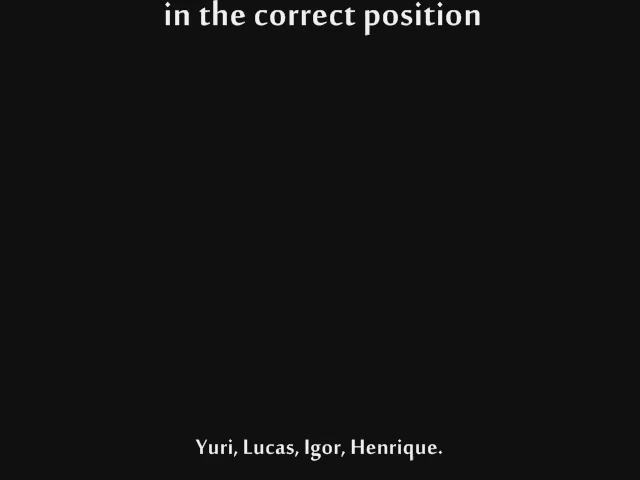 in the correct position
Yuri, Lucas, Igor, Henrique.